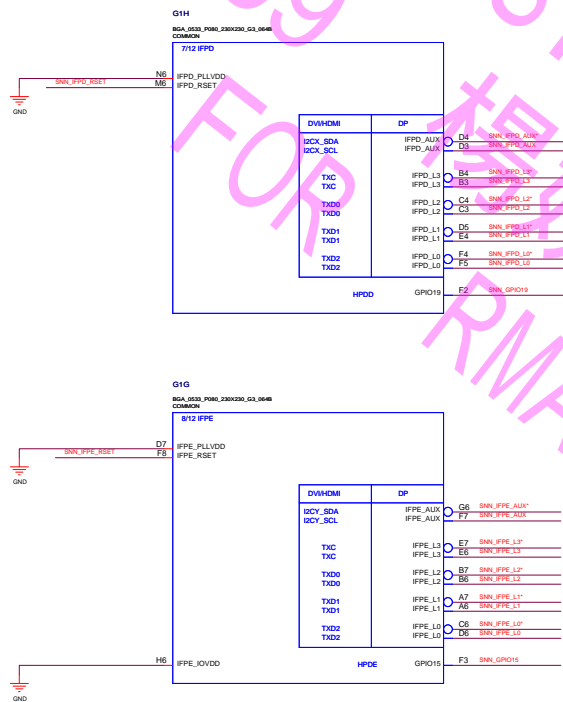 G1H
BGA_0533_P080_230X230_G3_064B
COMMON
7/12 IFPD
N6 IFPD_PLLVDD
SNN_IFPD_RSET M6 IFPD_RSET
GND
DVI/HDMI DP
I2CX_SDA IFPD_AUX D4 SNN_IFPD_AUX*
I2CX_SCL IFPD_AUX D3 SNN_IFPD_AUX
TXC IFPD_L3 B4 SNN_IFPD_L3*
TXC IFPD_L3 B3 SNN_IFPD_L3
TXD0 IFPD_L2 C4 SNN_IFPD_L2*
TXD0 IFPD_L2 C3 SNN_IFPD_L2
TXD1 IFPD_L1 D5 SNN_IFPD_L1*
TXD1 IFPD_L1 E4 SNN_IFPD_L1
TXD2 IFPD_L0 F4 SNN_IFPD_L0*
TXD2 IFPD_L0 F5 SNN_IFPD_L0
HPDD GPIO19 F2 SNN_GPIO19
FOR
RMA
G1G
BGA_0533_P080_230X230_G3_064B
COMMON
8/12 IFPE
D7 IFPE_PLLVDD
SNN_IFPE_RSET F8 IFPE_RSET
GND
DVI/HDMI DP
I2CY_SDA IFPE_AUX G6 SNN_IFPE_AUX*
I2CY_SCL IFPE_AUX F7 SNN_IFPE_AUX
TXC IFPE_L3 E7 SNN_IFPE_L3*
TXC IFPE_L3 E6 SNN_IFPE_L3
TXD0 IFPE_L2 B7 SNN_IFPE_L2*
TXD0 IFPE_L2 B6 SNN_IFPE_L2
TXD1 IFPE_L1 A7 SNN_IFPE_L1*
TXD1 IFPE_L1 A6 SNN_IFPE_L1
TXD2 IFPE_L0 C6 SNN_IFPE_L0*
TXD2 IFPE_L0 D6 SNN_IFPE_L0
H6 IFPE_IOVDD HPDE GPIO15 F3 SNN_GPIO15
GND